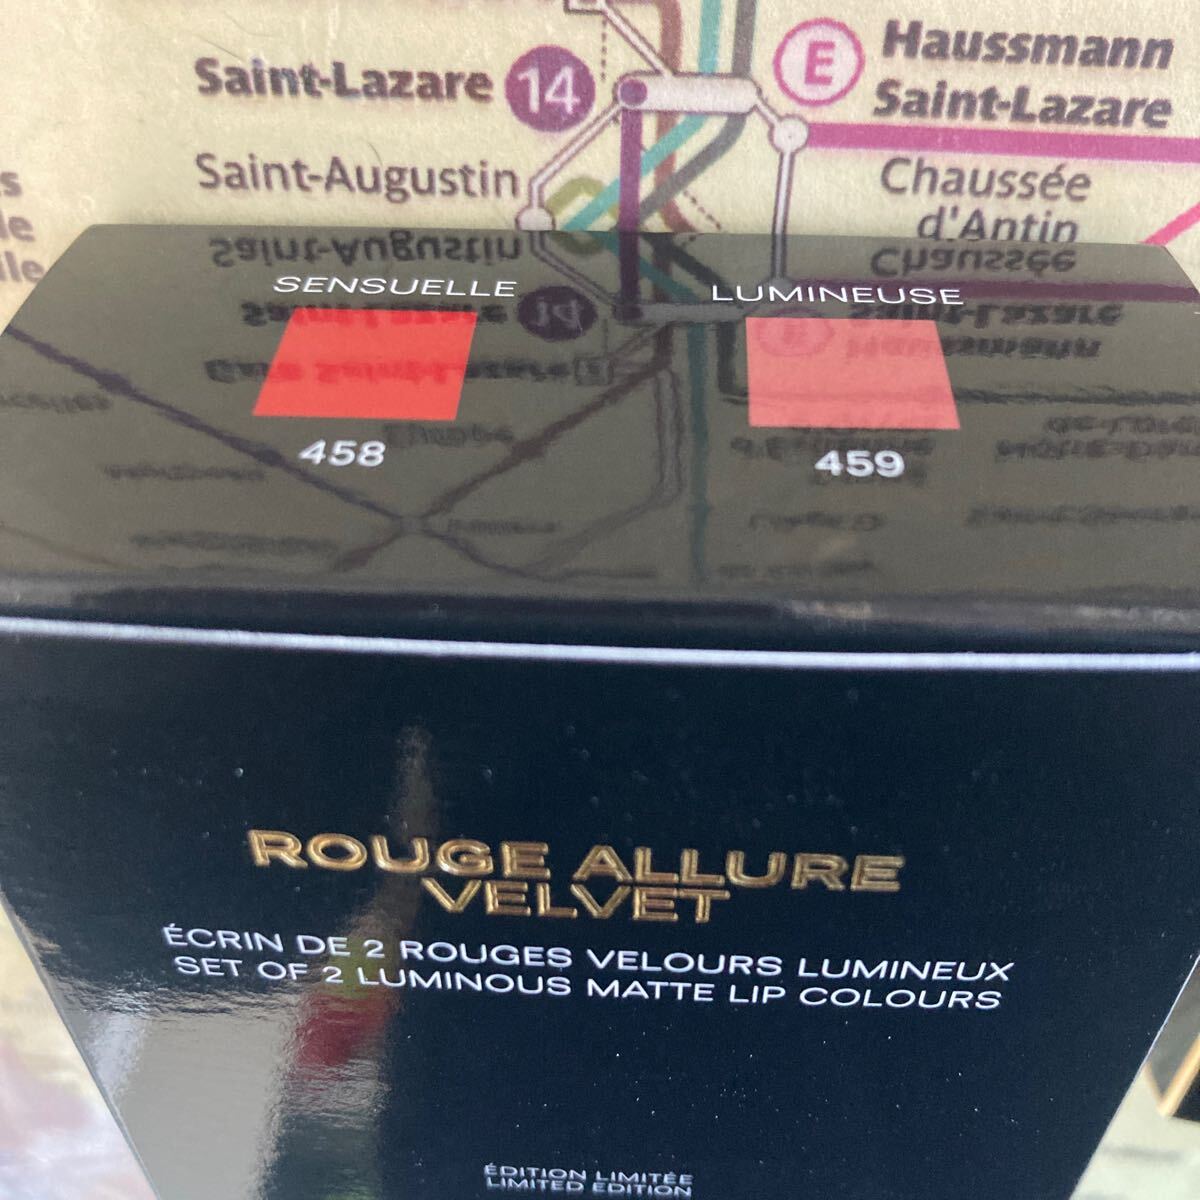 Saint-Lazare 14
E Haussmann
Saint-Lazare
Saint-Augustin
Chaussée
d'Antin
SENSUELLE
458
LUMINEUSE
459
ROUGE ALLURE
VELVET
ÉCRIN DE 2 ROUGES VELOURS LUMINEUX
SET OF 2 LUMINOUS MATTE LIP COLOURS
ÉDITION LIMITÉE
LIMITED EDITION